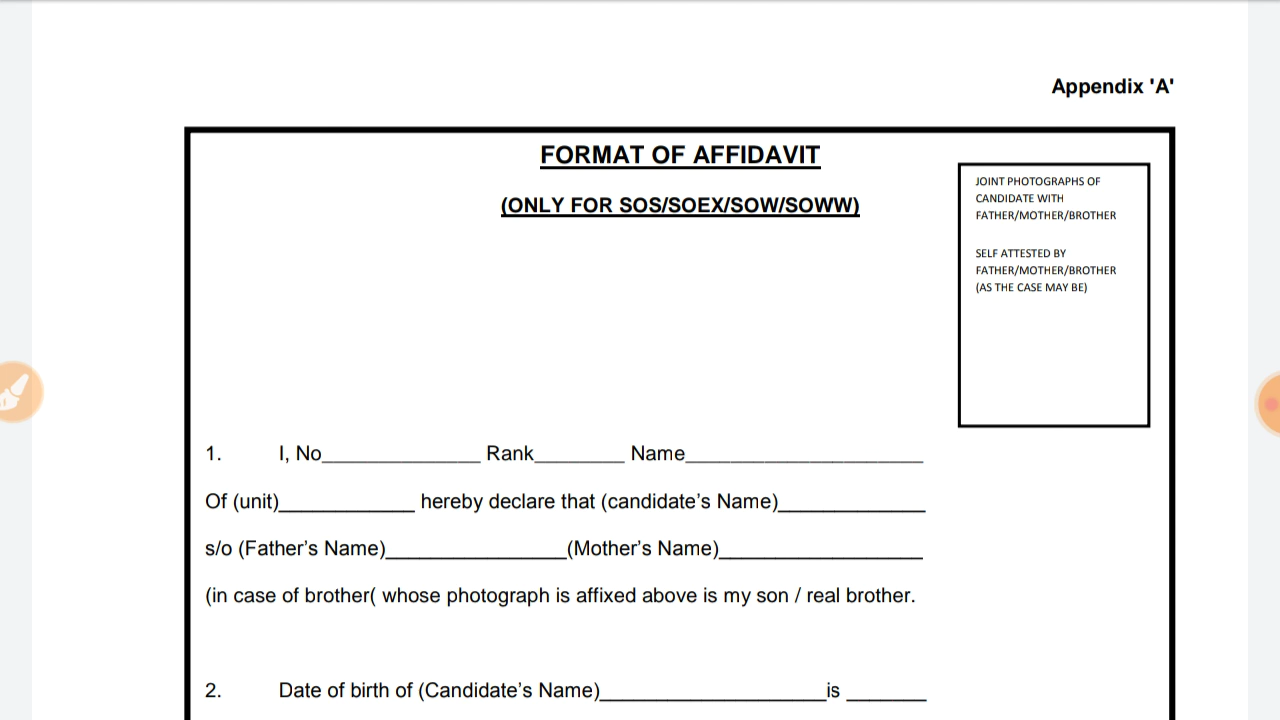 Appendix 'A'
FORMAT OF AFFIDAVIT
(ONLY FOR SOS/SOEX/SOW/SOWW)
JOINT PHOTOGRAPHS OF
CANDIDATE WITH
FATHER/MOTHER/BROTHER
SELF ATTESTED BY
FATHER/MOTHER/BROTHER
(AS THE CASE MAY BE)
1. I, No______________ Rank________ Name_____________________
Of (unit)____________ hereby declare that (candidate’s Name)_____________
s/o (Father’s Name)________________(Mother’s Name)__________________
(in case of brother( whose photograph is affixed above is my son / real brother.
2. Date of birth of (Candidate’s Name)____________________is _______